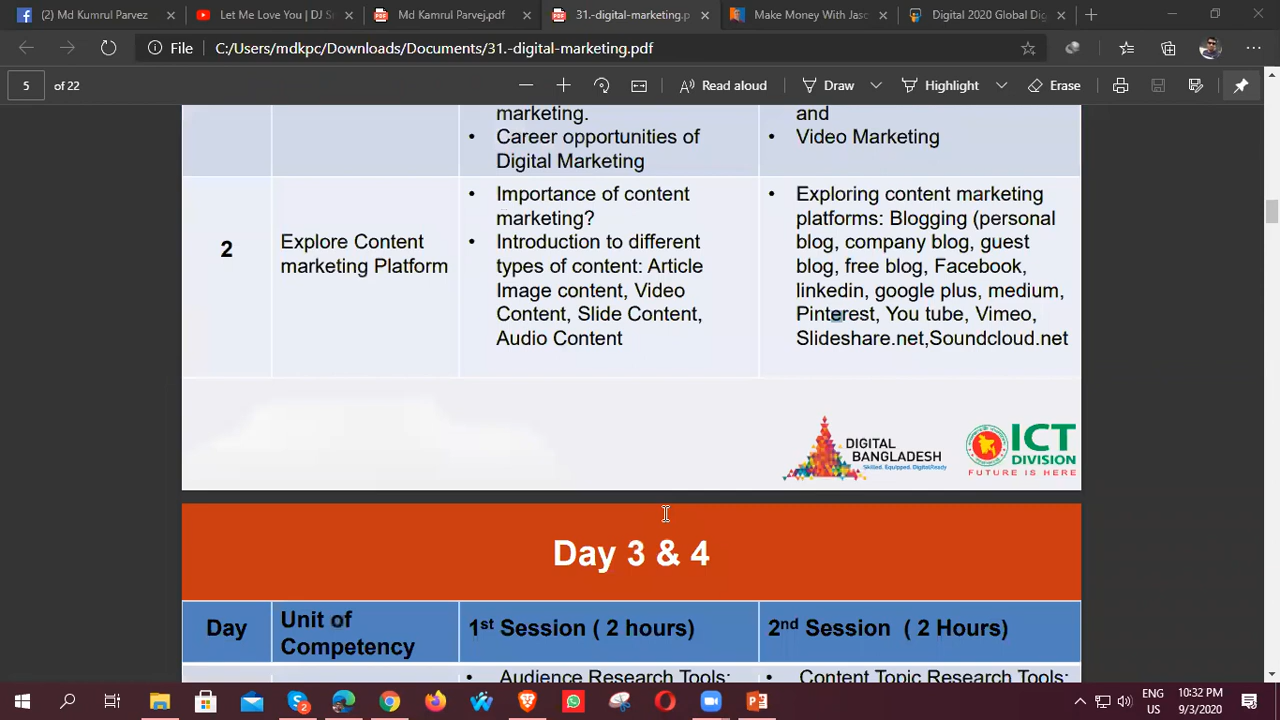 (2) Md Kumrul Parvez
Let Me Love You | DJ S
Md Kamrul Parvej.pdf
31.-digital-marketing.p
Make Money With Jas
Digital 2020 Global Dig
File
C:/Users/mdkpc/Downloads/Documents/31.-digital-marketing.pdf
5 of 22
Read aloud
Draw
Highlight
Erase
marketing.
• Career opportunities of
Digital Marketing
and
• Video Marketing
2
Explore Content
marketing Platform
• Importance of content
marketing?
• Introduction to different
types of content: Article
Image content, Video
Content, Slide Content,
Audio Content
• Exploring content marketing
platforms: Blogging (personal
blog, company blog, guest
blog, free blog, Facebook,
linkedin, google plus, medium,
Pinterest, You tube, Vimeo,
Slideshare.net,Soundcloud.net
DIGITAL
BANGLADESH
Skilled. Equipped. DigitalReady
ICT
DIVISION
FUTURE IS HERE
Day 3 & 4
Day
Unit of
Competency
1st Session ( 2 hours)
2nd Session ( 2 Hours)
• Audience Research Tools:
• Content Topic Research Tools:
ENG
US
10:32 PM
9/3/2020